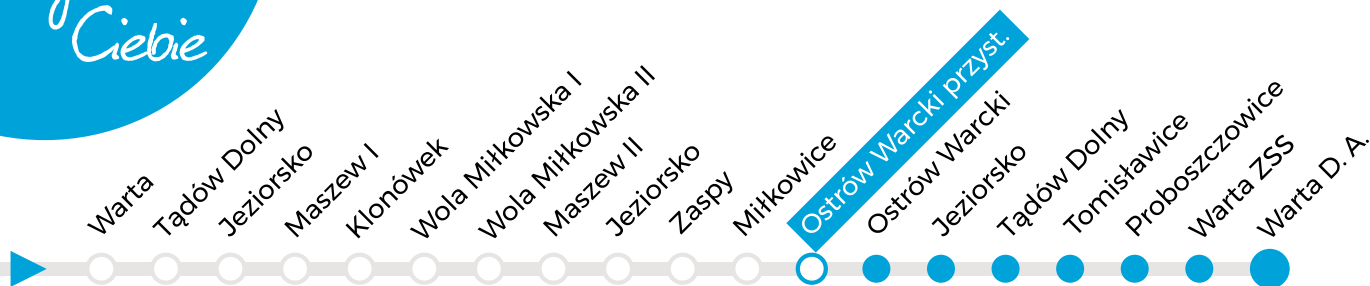 Ciebie
Warta
Tądów Dolny
Jeziorsko
Maszew I
Klonówek
Wola Miłkowska I
Wola Miłkowska II
Maszew II
Jeziorsko
Zaspy
Miłkowice
Ostrów Warcki przyst.
Ostrów Warcki
Jeziorsko
Tądów Dolny
Tomisławice
Proboszczowice
Warta ZSS
Warta D. A.